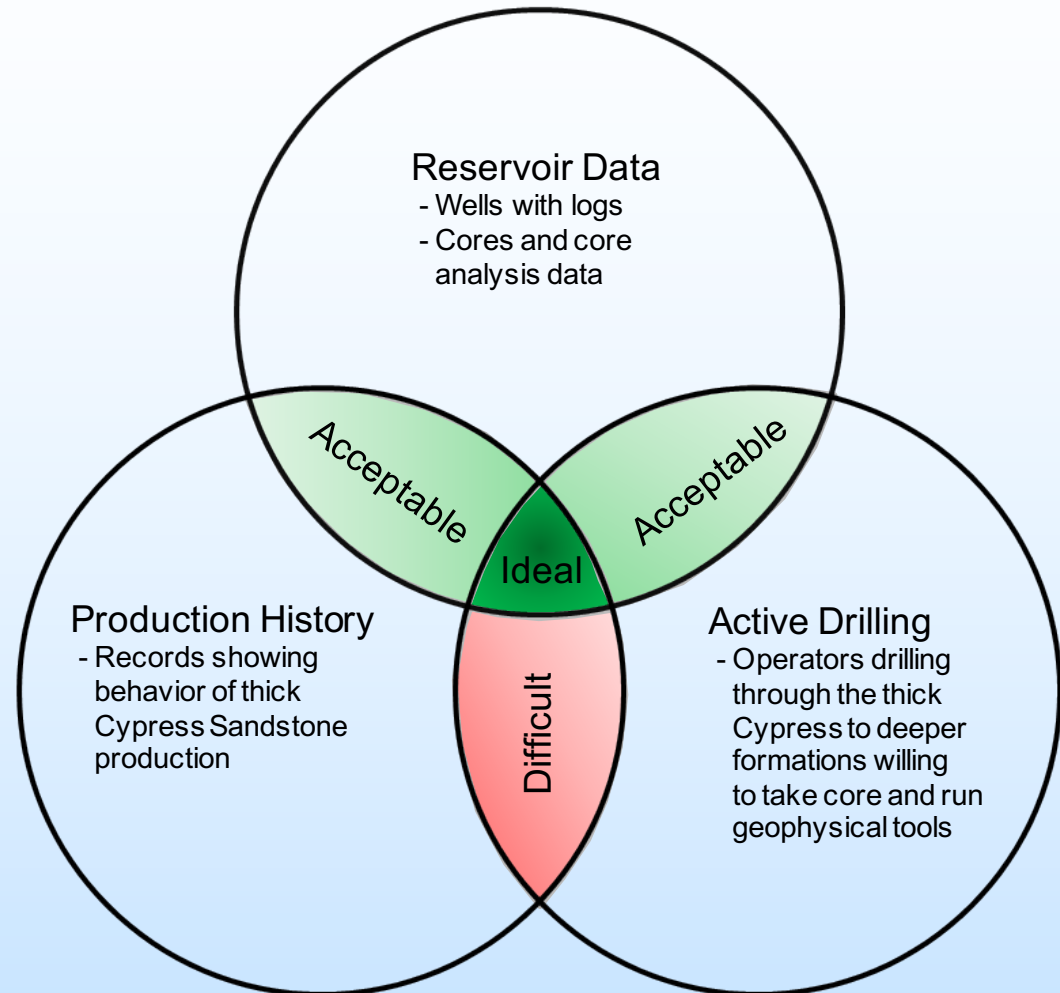 Reservoir Data
- Wells with logs
- Cores and core
analysis data
Acceptable
Acceptable
Ideal
Production History
- Records showing
behavior of thick
Cypress Sandstone
production
Difficult
Active Drilling
- Operators drilling
through the thick
Cypress to deeper
formations willing
to take core and run
geophysical tools